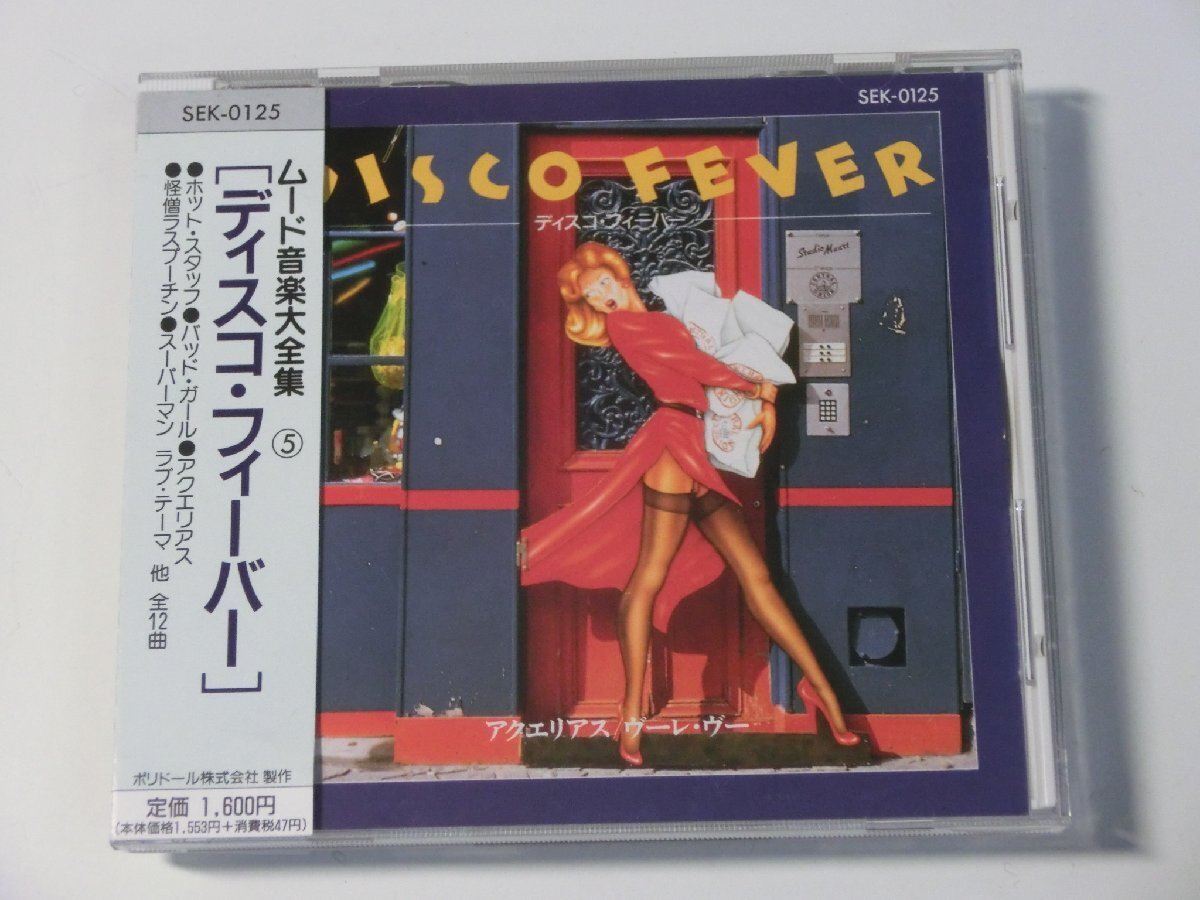 SEK-0125
ムード音楽大全集 ⑤
[ディスコ・フィーバー]
●ホット・スタッフ●バッド・ガール●アクエリアス
●怪僧ラスプーチン●スーパーマン ラブ・テーマ 他 全12曲
ポリドール株式会社 製作
定価 1,600円
(本体価格1,553円+消費税47円)
SEK-0125
DISCO FEVER
ディスコ・フィーバー
Studio Mauri
アクエリアス/ヴーレ・ヴー